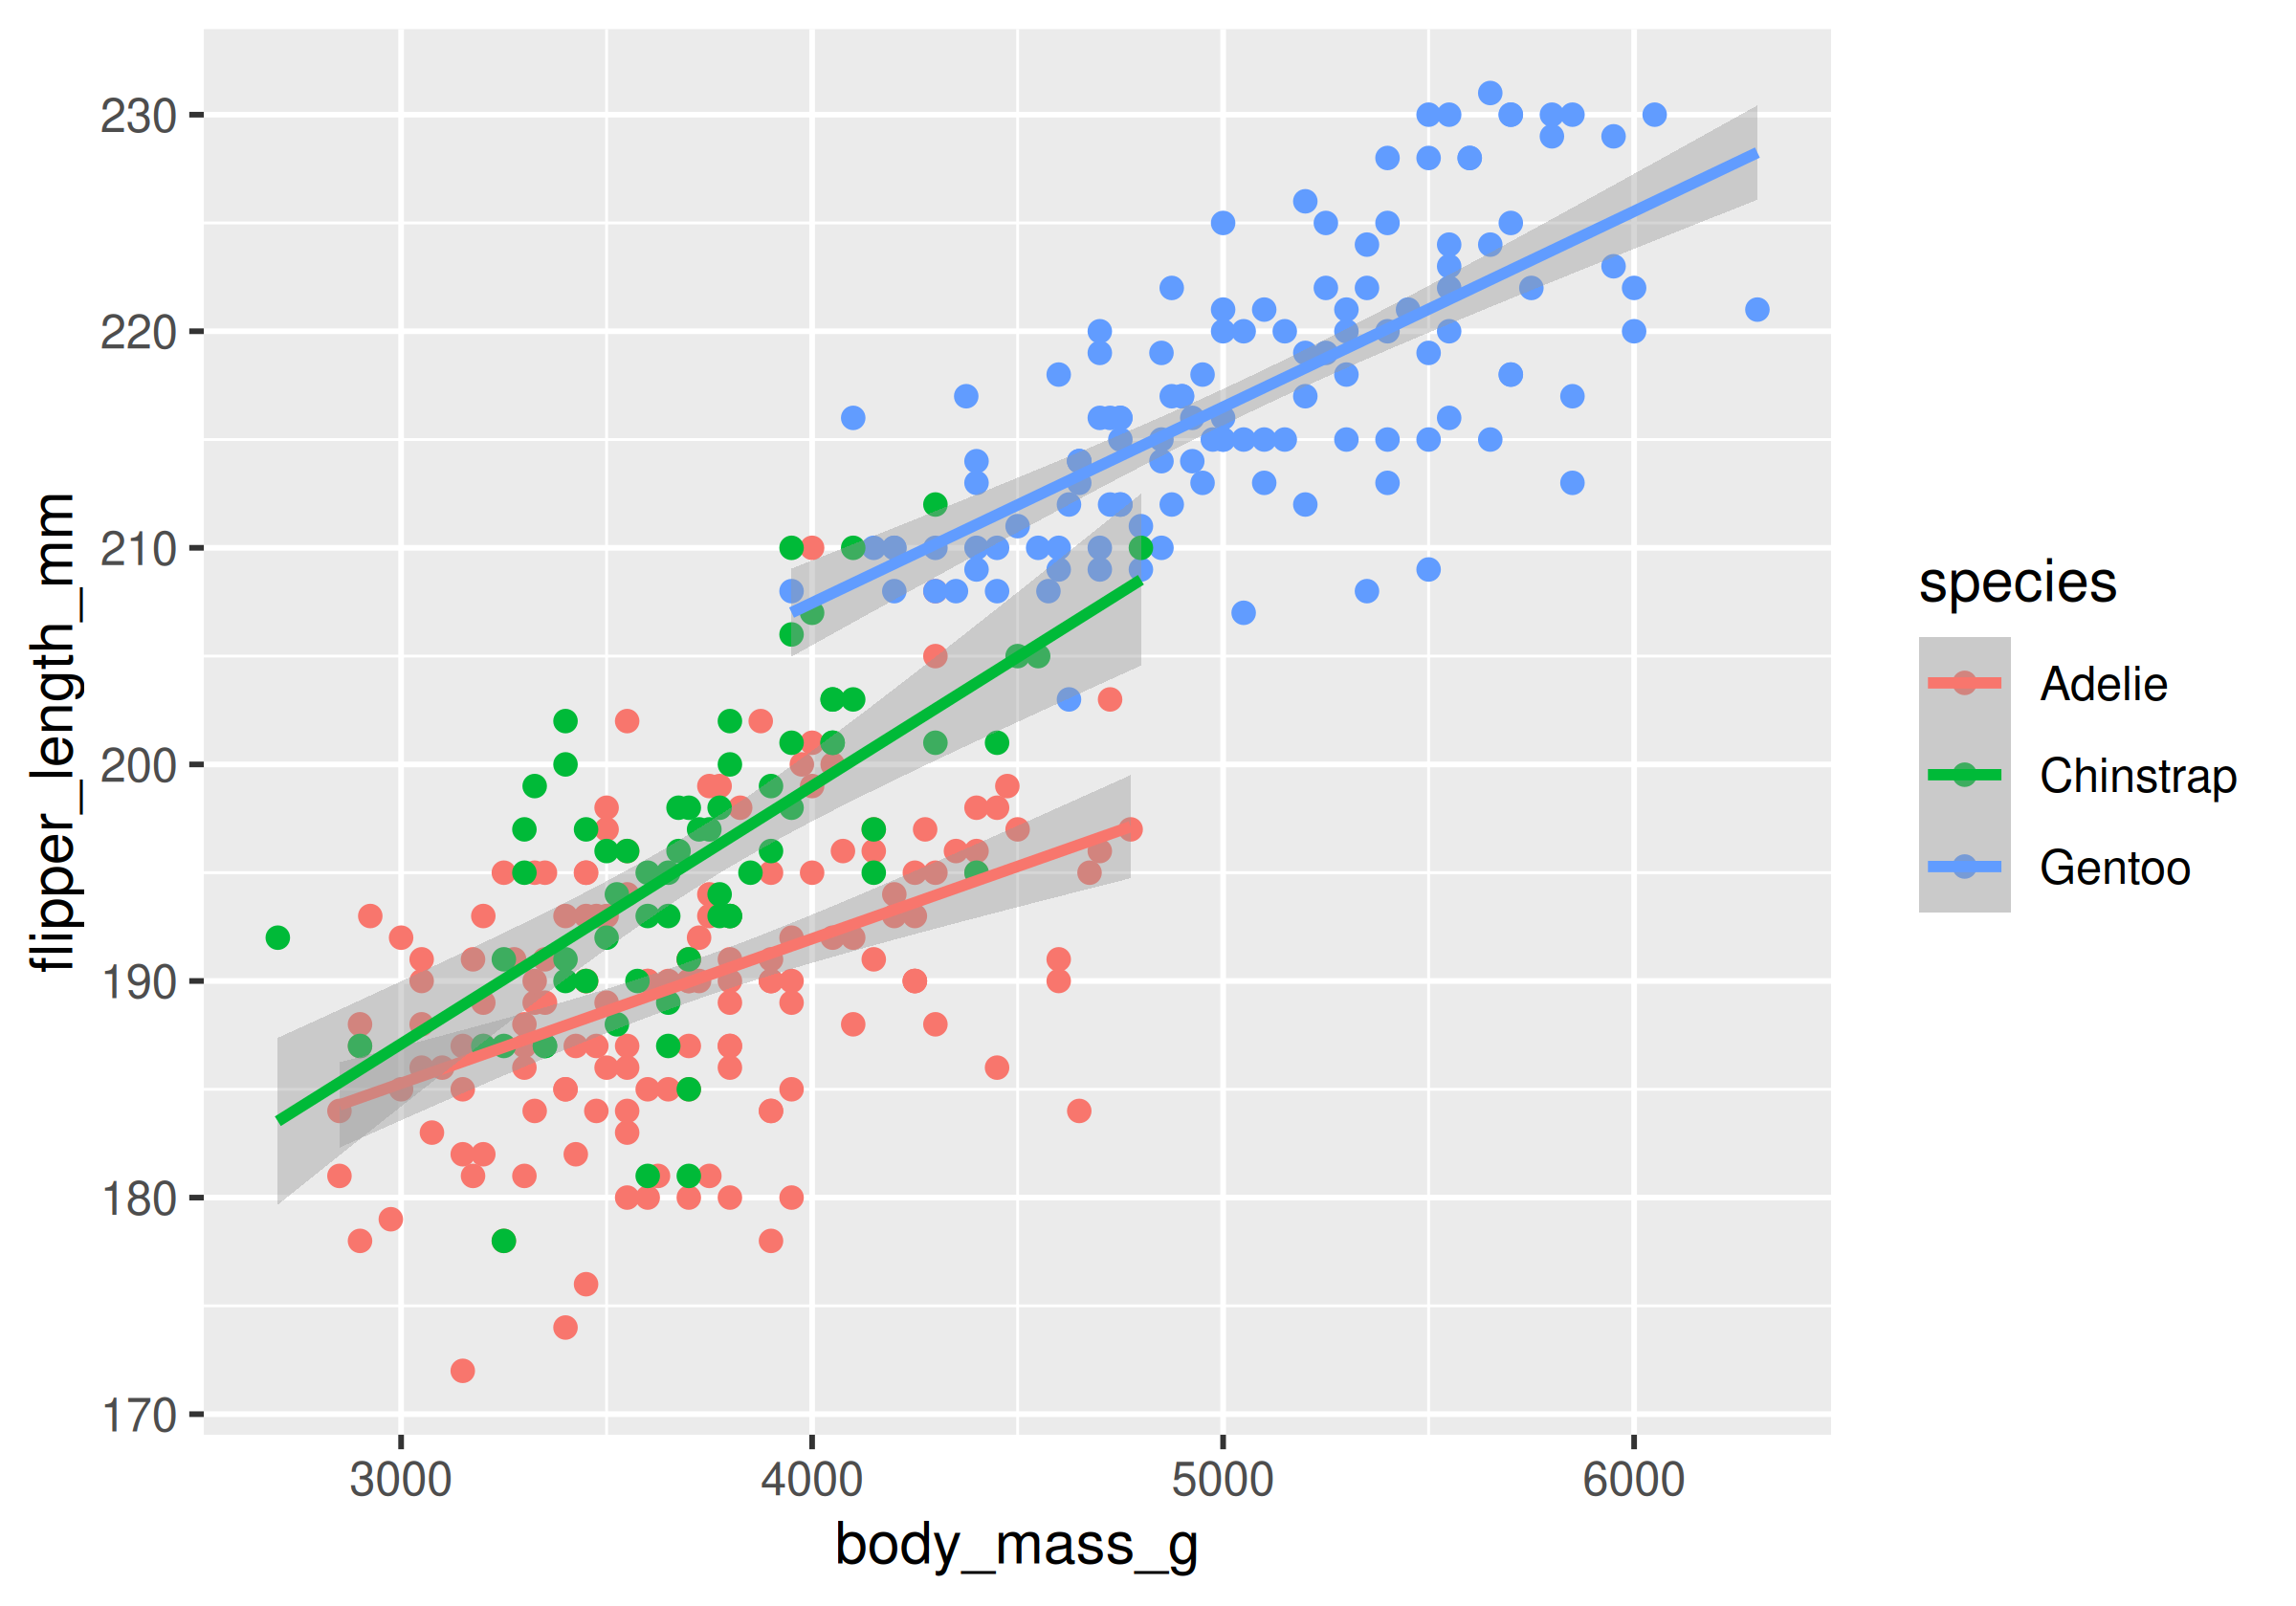 flipper_length_mm
230
220
210
200
190
180
170
3000 4000 5000 6000
body_mass_g
species
Adelie
Chinstrap
Gentoo